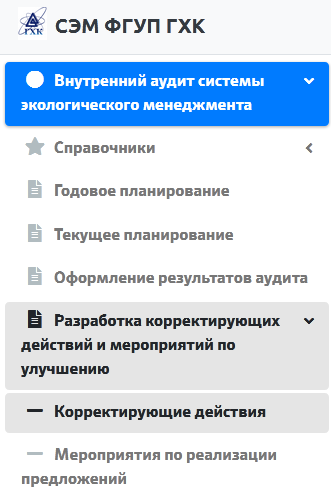 ГХК
СЭМ ФГУП ГХК
Внутренний аудит системы
экологического менеджмента
Справочники
Годовое планирование
Текущее планирование
Оформление результатов аудита
Разработка корректирующих
действий и мероприятий по
улучшению
Корректирующие действия
Мероприятия по реализации
предложений